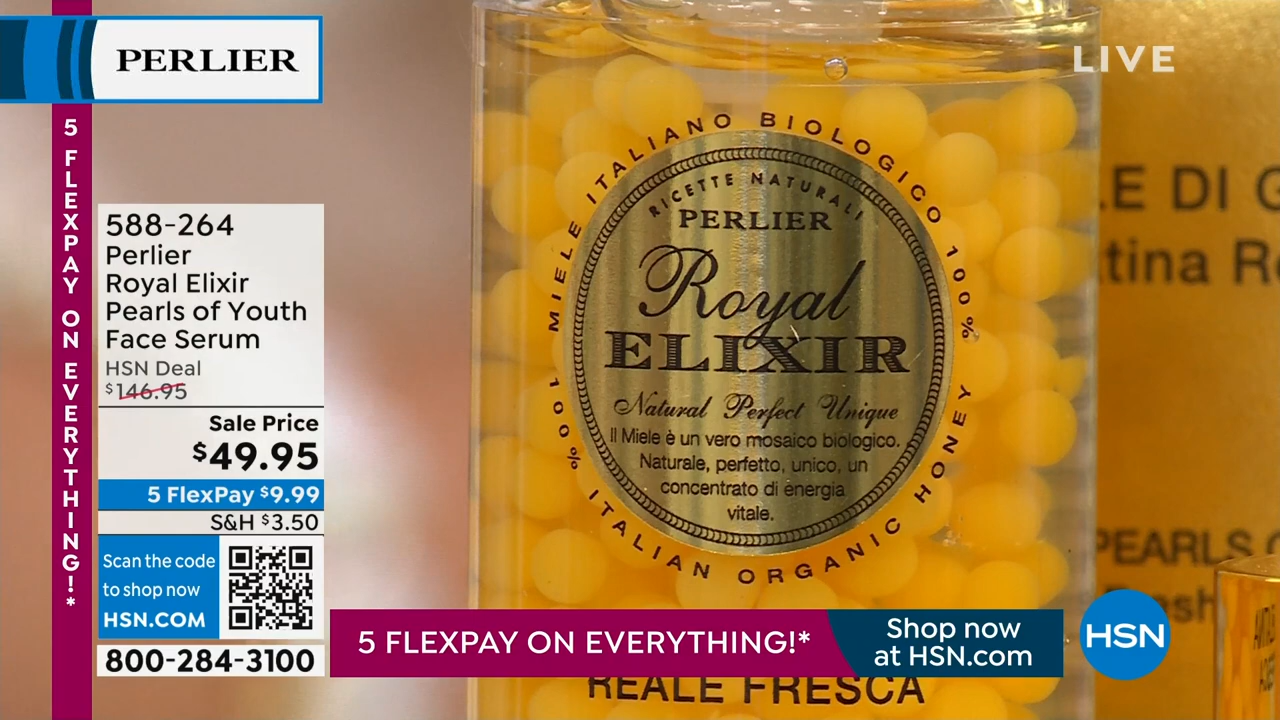 PERLIER
LIVE
5 FLEXPAY ON EVERYTHING!*
588-264
Perlier
Royal Elixir
Pearls of Youth
Face Serum
HSN Deal
$146.95
Sale Price
$49.95
5 FlexPay $9.99
S&H $3.50
Scan the code
to shop now
HSN.COM
800-284-3100
100% MIELE ITALIANO BIOLOGICO 100% ITALIAN ORGANIC HONEY
RICETTE NATURALI
PERLIER
Royal
ELIXIR
Natural Perfect Unique
Il Miele è un vero mosaico biologico.
Naturale, perfetto, unico, un
concentrato di energia
vitale.
REALE FRESCA
DI
PEARLS
5 FLEXPAY ON EVERYTHING!*
Shop now
at HSN.com
HSN